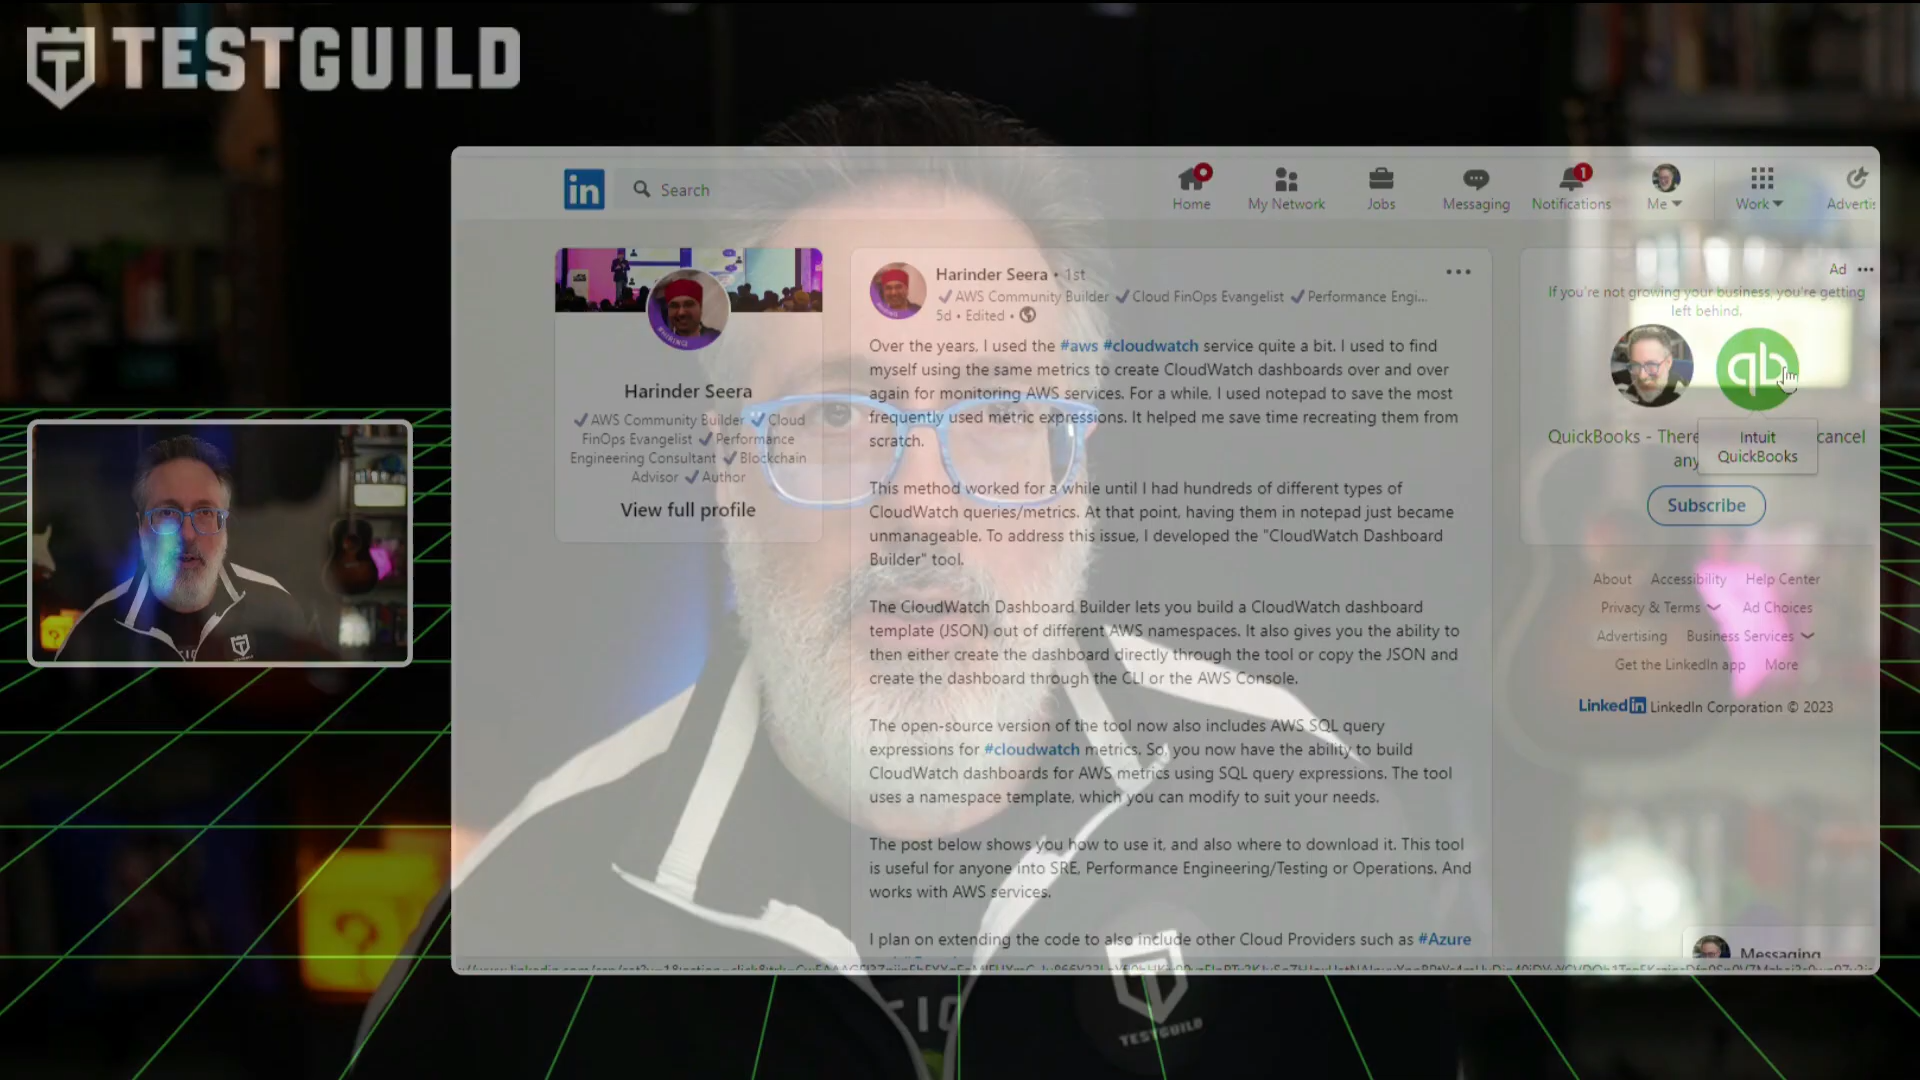 TESTGUILD
in
Search
Home
My Network
Jobs
Messaging
Notifications
1
Me
Work
Harinder Seera
✓AWS Community Builder ✓Cloud
FinOps Evangelist ✓Performance
Engineering Consultant ✓Blockchain
Advisor ✓Author
View full profile
Harinder Seera • 1st
✓AWS Community Builder ✓Cloud FinOps Evangelist ✓Performance Engi...
5d • Edited •
Over the years, I used the #aws #cloudwatch service quite a bit. I used to find
myself using the same metrics to create CloudWatch dashboards over and over
again for monitoring AWS services. For a while, I used notepad to save the most
frequently used metric expressions. It helped me save time recreating them from
scratch.
This method worked for a while until I had hundreds of different types of
CloudWatch queries/metrics. At that point, having them in notepad just became
unmanageable. To address this issue, I developed the "CloudWatch Dashboard
Builder" tool.
The CloudWatch Dashboard Builder lets you build a CloudWatch dashboard
template (JSON) out of different AWS namespaces. It also gives you the ability to
then either create the dashboard directly through the tool or copy the JSON and
create the dashboard through the CLI or the AWS Console.
The open-source version of the tool now also includes AWS SQL query
expressions for #cloudwatch metrics. So, you now have the ability to build
CloudWatch dashboards for AWS metrics using SQL query expressions. The tool
uses a namespace template, which you can modify to suit your needs.
The post below shows you how to use it, and also where to download it. This tool
is useful for anyone into SRE, Performance Engineering/Testing or Operations. And
works with AWS services.
I plan on extending the code to also include other Cloud Providers such as #Azure
Ad
If you're not growing your business, you're getting
left behind.
qb
QuickBooks - There cancel
any
Intuit
QuickBooks
Subscribe
About Accessibility Help Center
Privacy & Terms Ad Choices
Advertising Business Services
Get the LinkedIn app More
LinkedIn LinkedIn Corporation © 2023
Messaging
TESTGUILD